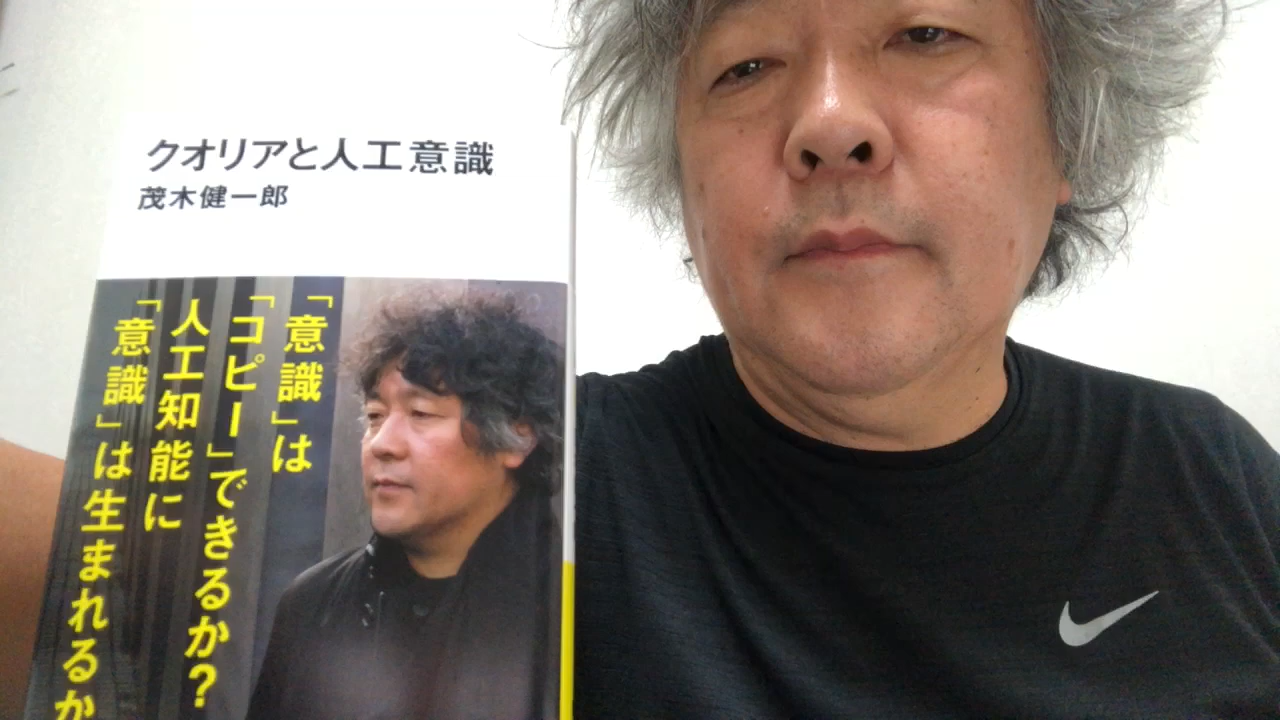 クオリアと人工意識
茂木健一郎
「意識」は
「コピー」できるか?
人工知能に
「意識」は生まれるか